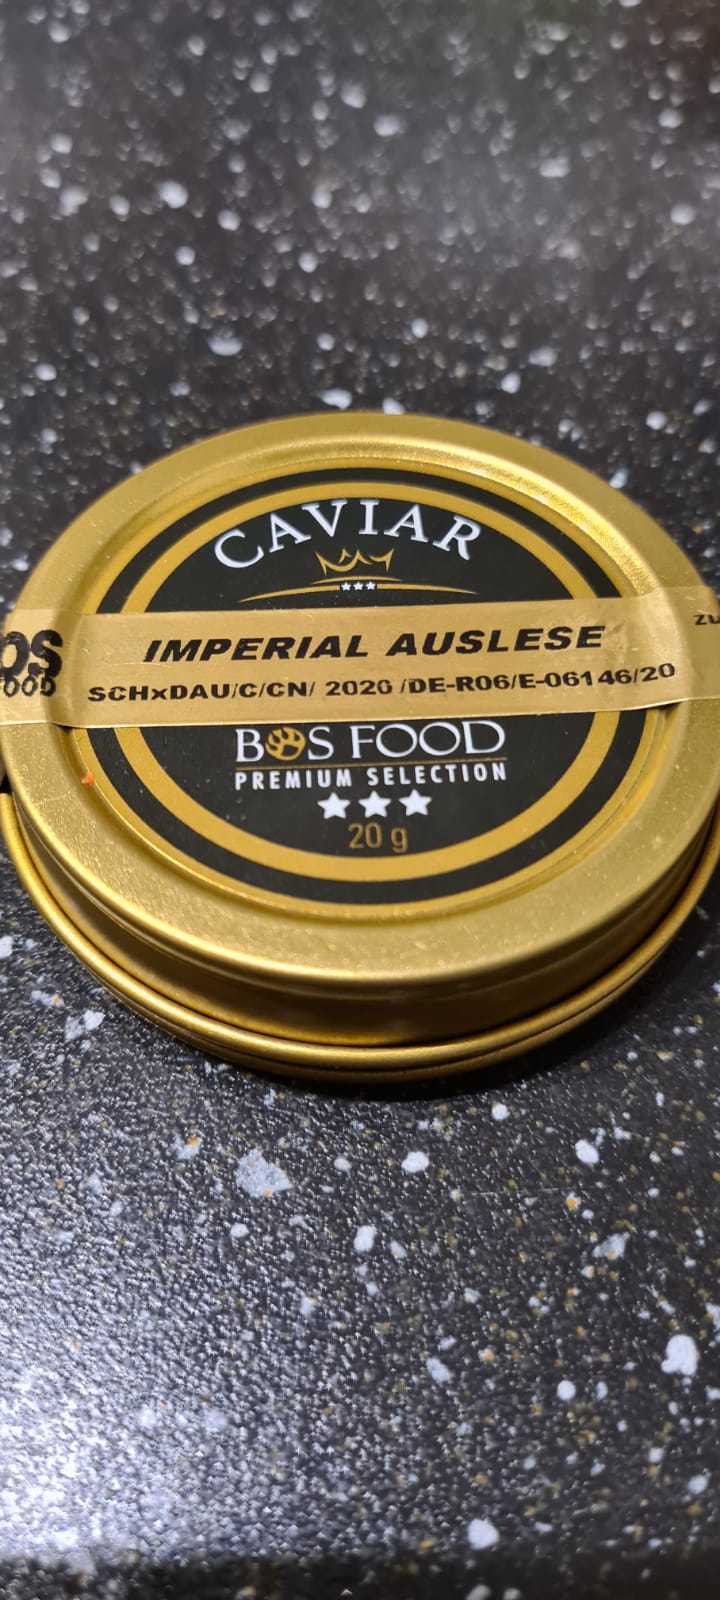 CAVIAR
IMPERIAL AUSLESE
SCHxDAU/C/CN/ 2020 /DE-R06/E-06146/20
BOS FOOD
PREMIUM SELECTION
20 g